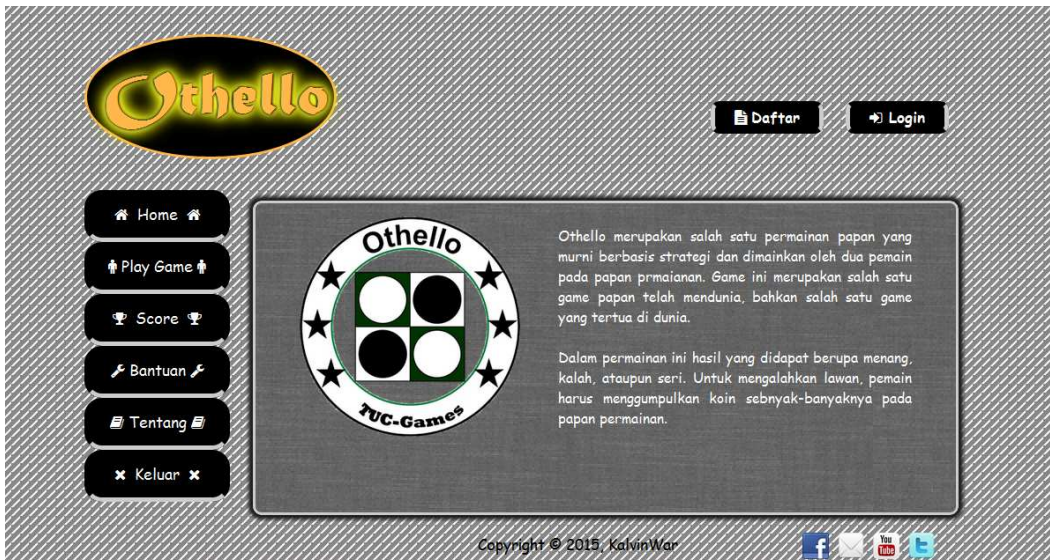 Othello
Daftar
Login
Home
Play Game
Score
Bantuan
Tentang
Keluar
Othello
TUC-Games
Othello merupakan salah satu permainan papan yang
murni berbasis strategi dan dimainkan oleh dua pemain
pada papan prmaianan. Game ini merupakan salah satu
game papan telah mendunia, bahkan salah satu game
yang tertua di dunia.
Dalam permainan ini hasil yang didapat berupa menang,
kalah, ataupun seri. Untuk mengalahkan lawan, pemain
harus menggumpulkan koin sebnyak-banyaknya pada
papan permainan.
Copyright © 2015, KalvinWar
You
Tube